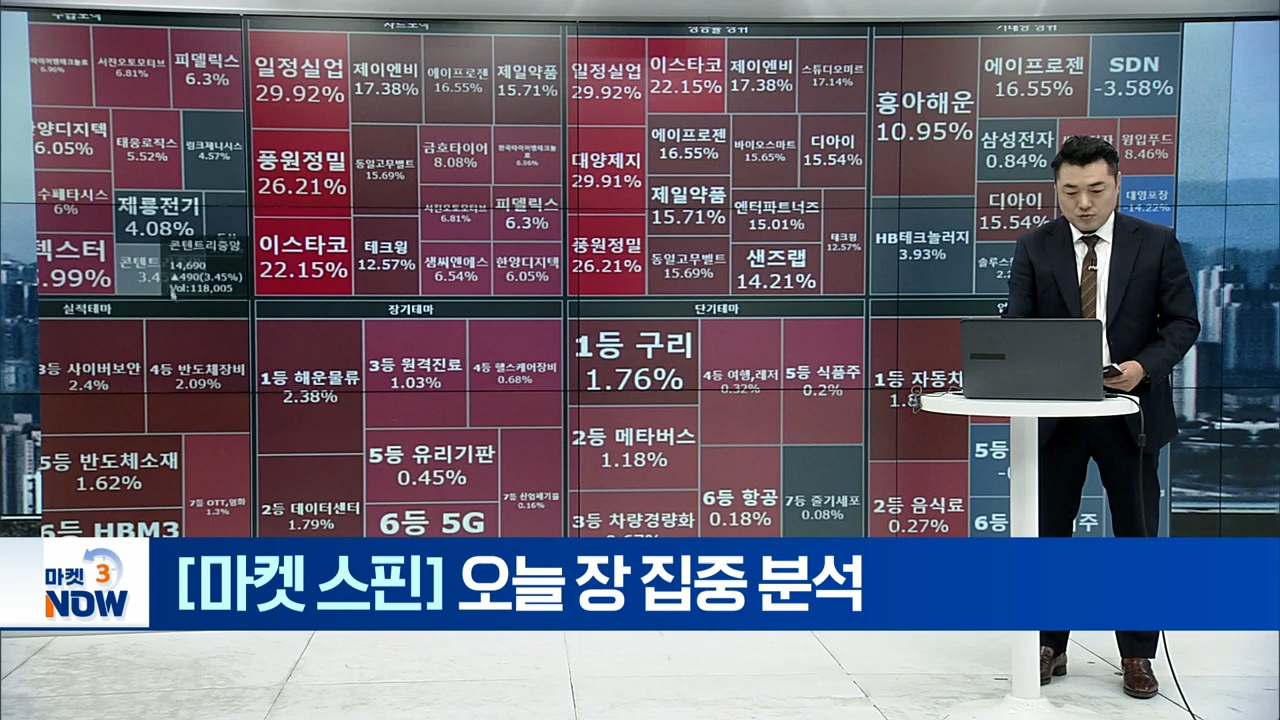 일정실업
29.92%
제이엔비
17.38%
에이프로젠
16.55%
제일약품
15.71%
풍원정밀
26.21%
동일고무벨트
15.69%
금호타이어
8.08%
한국타이어앤테크놀로
6.96%
서진오토모티브
6.81%
피델릭스
6.3%
이스타코
22.15%
테크윙
12.57%
샘씨엔에스
6.54%
한양디지텍
6.05%
서진오토모티브
6.81%
피델릭스
6.3%
6.05%
태웅로직스
5.52%
링크제니시스
4.57%
수페타시스
6%
제룡전기
4.08%
콘텐트리중앙
14,690
▲490(3.45%)
Vol:118,005
일정실업
29.92%
이스타코
22.15%
제이엔비
17.38%
스튜디오미르
17.14%
대양제지
29.91%
에이프로젠
16.55%
바이오스마트
15.65%
디아이
15.54%
제일약품
15.71%
엔터파트너즈
15.01%
테크윙
12.57%
풍원정밀
26.21%
동일고무벨트
15.69%
샌즈랩
14.21%
흥아해운
10.95%
에이프로젠
16.55%
SDN
-3.58%
삼성전자
0.84%
윙입푸드
8.46%
디아이
15.54%
대영포장
-14.22%
HB테크놀러지
3.93%
실적테마
3등 사이버보안
2.4%
4등 반도체장비
2.09%
5등 반도체소재
1.62%
7등 OTT,영화
1.3%
6등 HBM3
장기테마
1등 해운물류
2.38%
3등 원격진료
1.03%
4등 헬스케어장비
0.68%
2등 데이터센터
1.79%
5등 유리기판
0.45%
6등 5G
7등 산업폐기물
0.16%
단기테마
1등 구리
1.76%
4등 여행,레저
0.32%
5등 식품주
0.2%
2등 메타버스
1.18%
6등 항공
0.18%
7등 줄기세포
0.08%
3등 차량경량화
1등 자동차
2등 음식료
0.27%
마켓 3
NOW
[마켓 스핀] 오늘 장 집중 분석